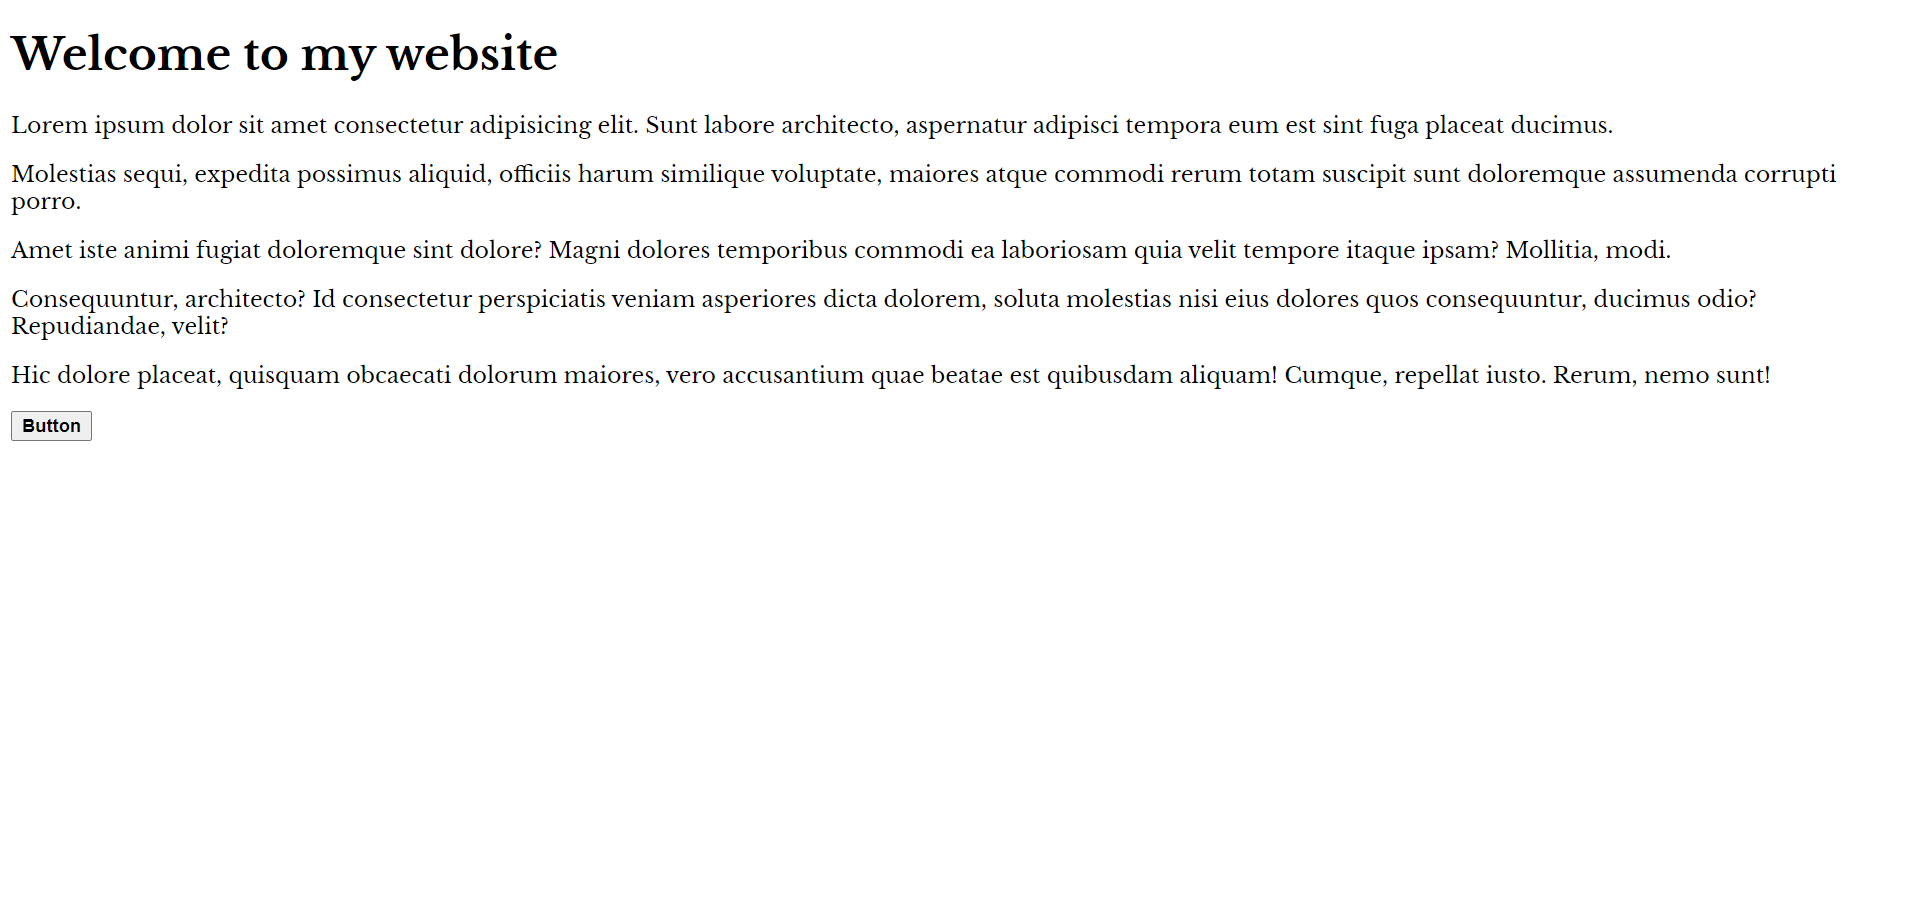 Welcome to my website
Lorem ipsum dolor sit amet consectetur adipisicing elit. Sunt labore architecto, aspernatur adipisci tempora eum est sint fuga placeat ducimus.
Molestias sequi, expedita possimus aliquid, officiis harum similique voluptate, maiores atque commodi rerum totam suscipit sunt doloremque assumenda corrupti
porro.
Amet iste animi fugiat doloremque sint dolore? Magni dolores temporibus commodi ea laboriosam quia velit tempore itaque ipsam? Mollitia, modi.
Consequuntur, architecto? Id consectetur perspiciatis veniam asperiores dicta dolorem, soluta molestias nisi eius dolores quos consequuntur, ducimus odio?
Repudiandae, velit?
Hic dolore placeat, quisquam obcaecati dolorum maiores, vero accusantium quae beatae est quibusdam aliquam! Cumque, repellat iusto. Rerum, nemo sunt!
Button